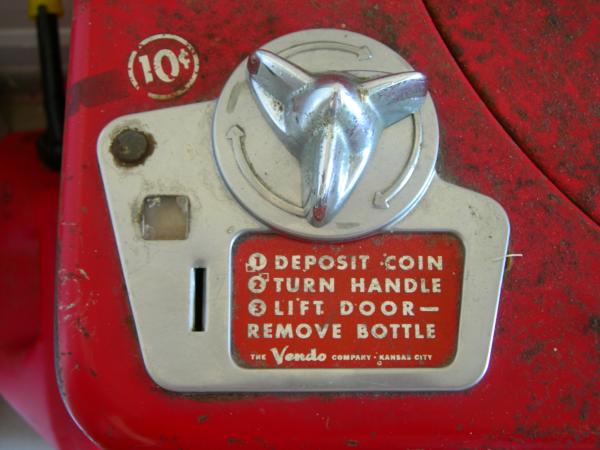 10¢
1 DEPOSIT COIN
2 TURN HANDLE
3 LIFT DOOR—
REMOVE BOTTLE
THE Vendo COMPANY • KANSAS CITY